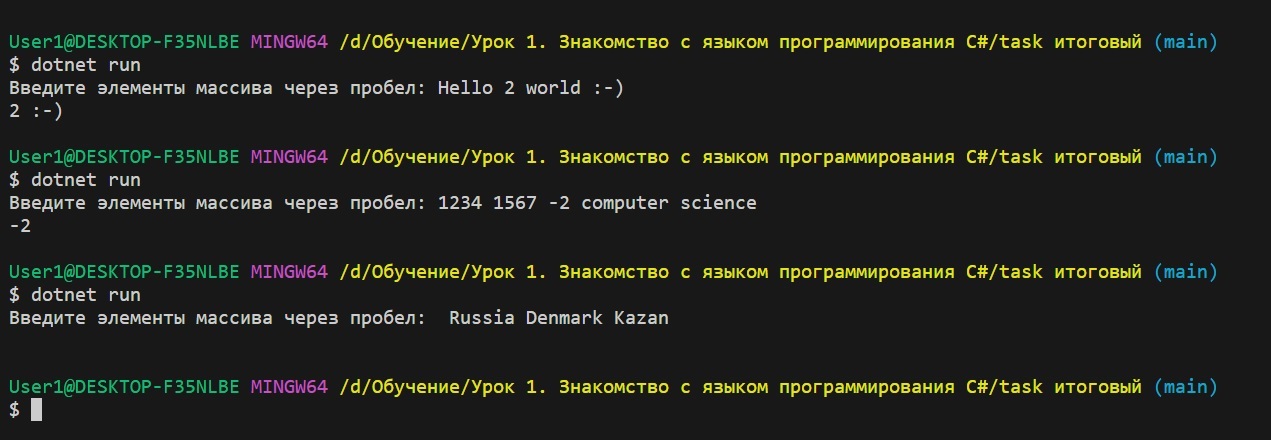 User1@DESKTOP-F35NLBE MINGW64 /d/Обучение/Урок 1. Знакомство с языком программирования C#/task итоговый (main)
$ dotnet run
Введите элементы массива через пробел: Hello 2 world :-)
2 :-)
User1@DESKTOP-F35NLBE MINGW64 /d/Обучение/Урок 1. Знакомство с языком программирования C#/task итоговый (main)
$ dotnet run
Введите элементы массива через пробел: 1234 1567 -2 computer science
-2
User1@DESKTOP-F35NLBE MINGW64 /d/Обучение/Урок 1. Знакомство с языком программирования C#/task итоговый (main)
$ dotnet run
Введите элементы массива через пробел:  Russia Denmark Kazan
User1@DESKTOP-F35NLBE MINGW64 /d/Обучение/Урок 1. Знакомство с языком программирования C#/task итоговый (main)
$